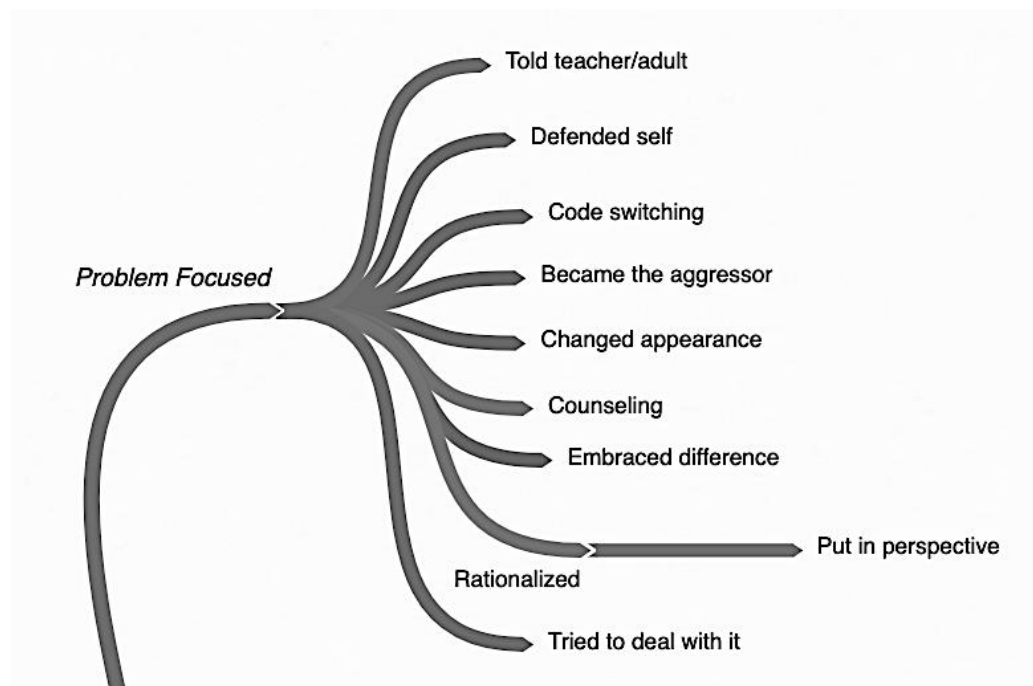 Told teacher/adult
Defended self
Code switching
Problem Focused
Became the aggressor
Changed appearance
Counseling
Embraced difference
Put in perspective
Rationalized
Tried to deal with it